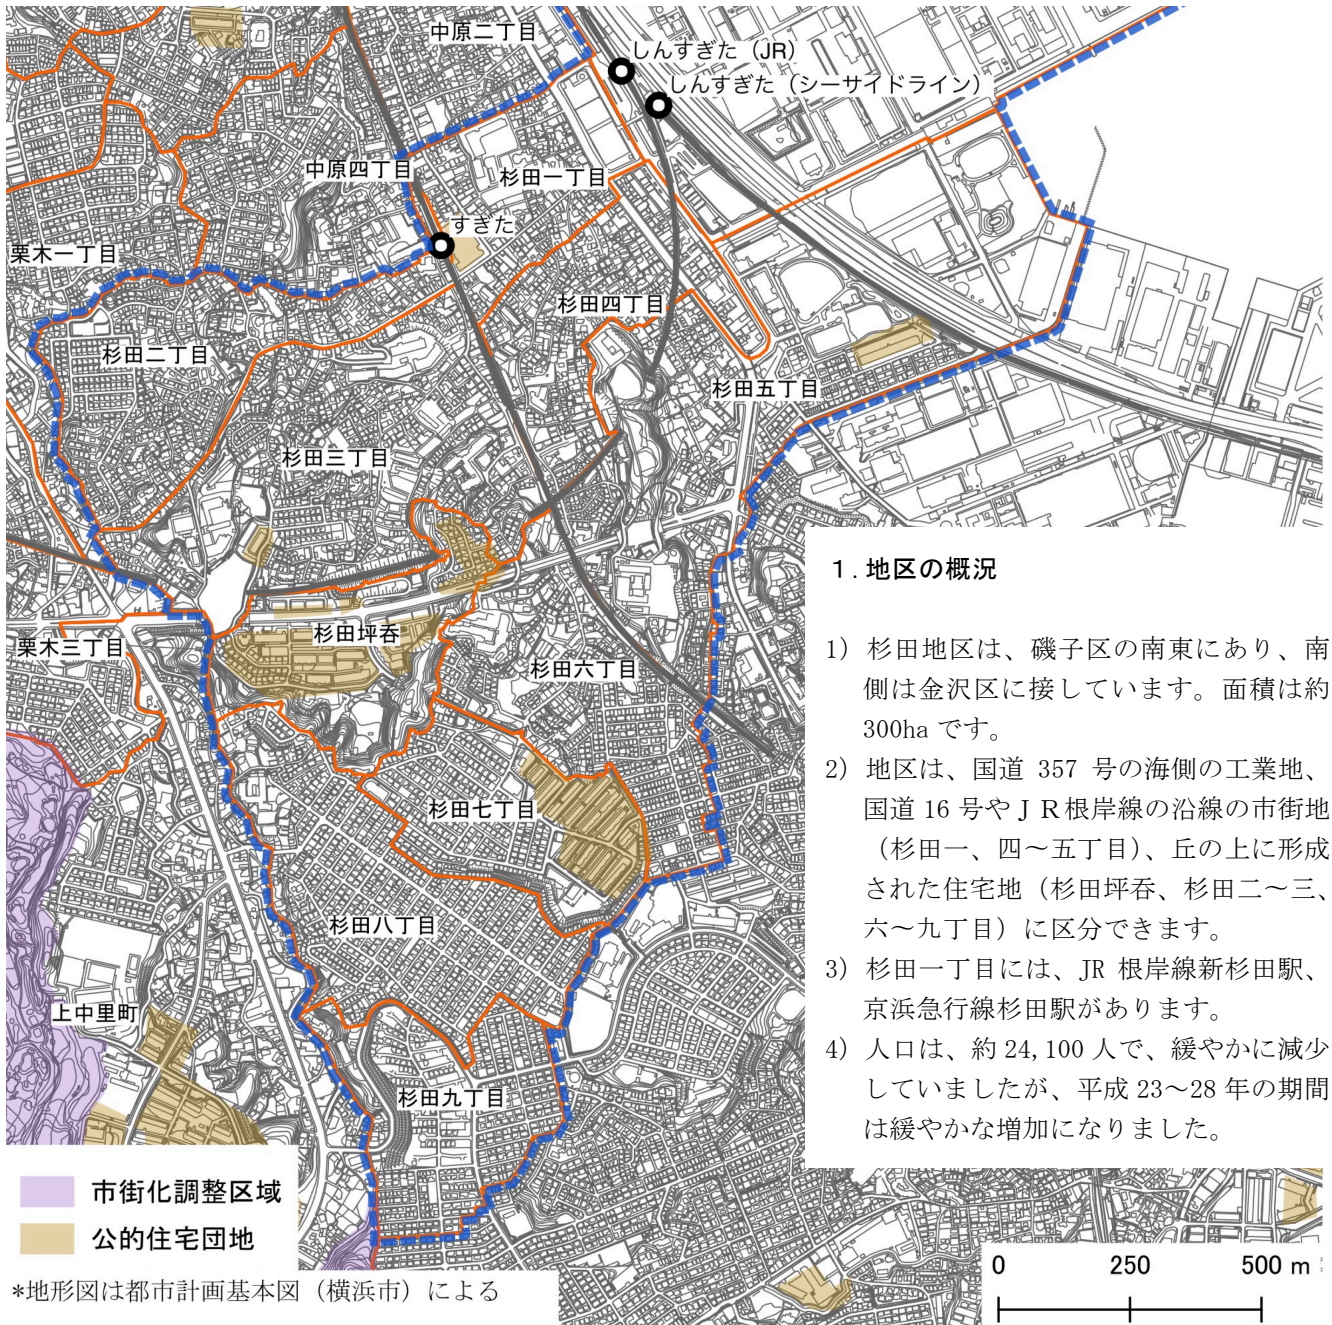 中原二丁目
しんすぎた（JR）
しんすぎた（シーサイドライン）
中原四丁目
杉田一丁目
すぎた
栗木一丁目
杉田四丁目
杉田二丁目
杉田五丁目
杉田三丁目
杉田坪呑
栗木三丁目
杉田六丁目
杉田七丁目
杉田八丁目
上中里町
杉田九丁目
1．地区の概況
1）杉田地区は、磯子区の南東にあり、南
側は金沢区に接しています。面積は約
300ha です。
2）地区は、国道 357 号の海側の工業地、
国道 16 号やＪＲ根岸線の沿線の市街地
（杉田一、四～五丁目）、丘の上に形成
された住宅地（杉田坪呑、杉田二～三、
六～九丁目）に区分できます。
3）杉田一丁目には、JR 根岸線新杉田駅、
京浜急行線杉田駅があります。
4）人口は、約 24,100 人で、緩やかに減少
していましたが、平成 23～28 年の期間
は緩やかな増加になりました。
市街化調整区域
公的住宅団地
*地形図は都市計画基本図（横浜市）による
0 250 500 m